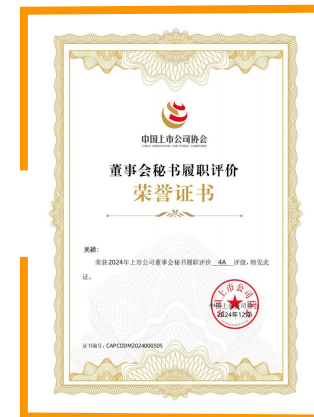 中国上市公司协会
CHINA ASSOCIATION FOR PUBLIC COMPANIES
董事会秘书履职评价
荣誉证书
关颖：
荣获2024年上市公司董事会秘书履职评价 4A 评级，特发此
证。
中国上市公司协会
2024年12月
证书编号：CAPCODM2024000505